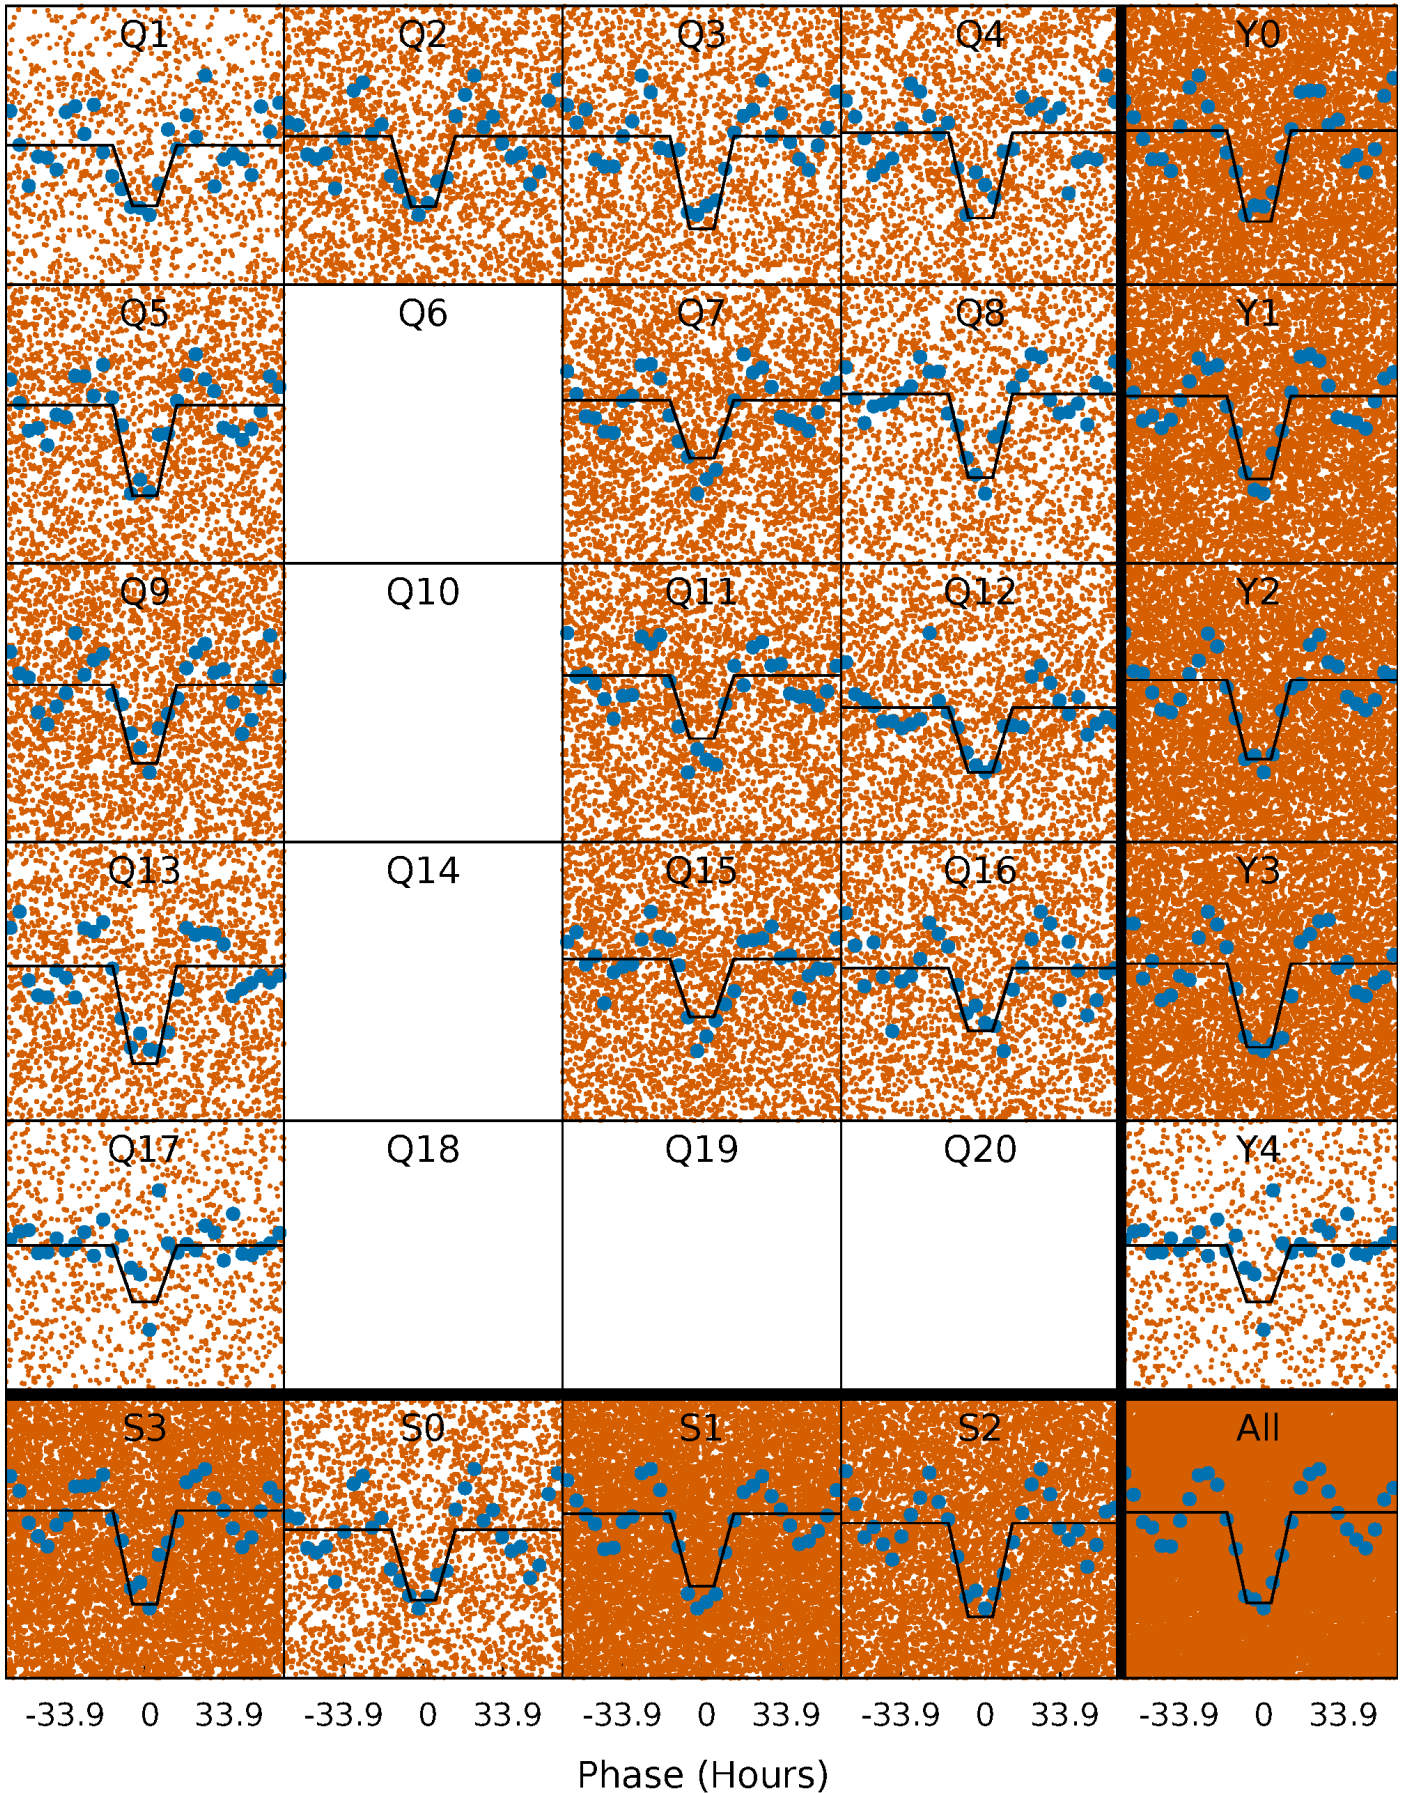 Q1 Q2 Q3 Q4 Y0
Q5 Q6 Q7 Q8 Y1
Q9 Q10 Q11 Q12 Y2
Q13 Q14 Q15 Q16 Y3
Q17 Q18 Q19 Q20 Y4
S3 S0 S1 S2 All
-33.9 0 33.9 -33.9 0 33.9 -33.9 0 33.9 -33.9 0 33.9 -33.9 0 33.9
Phase (Hours)